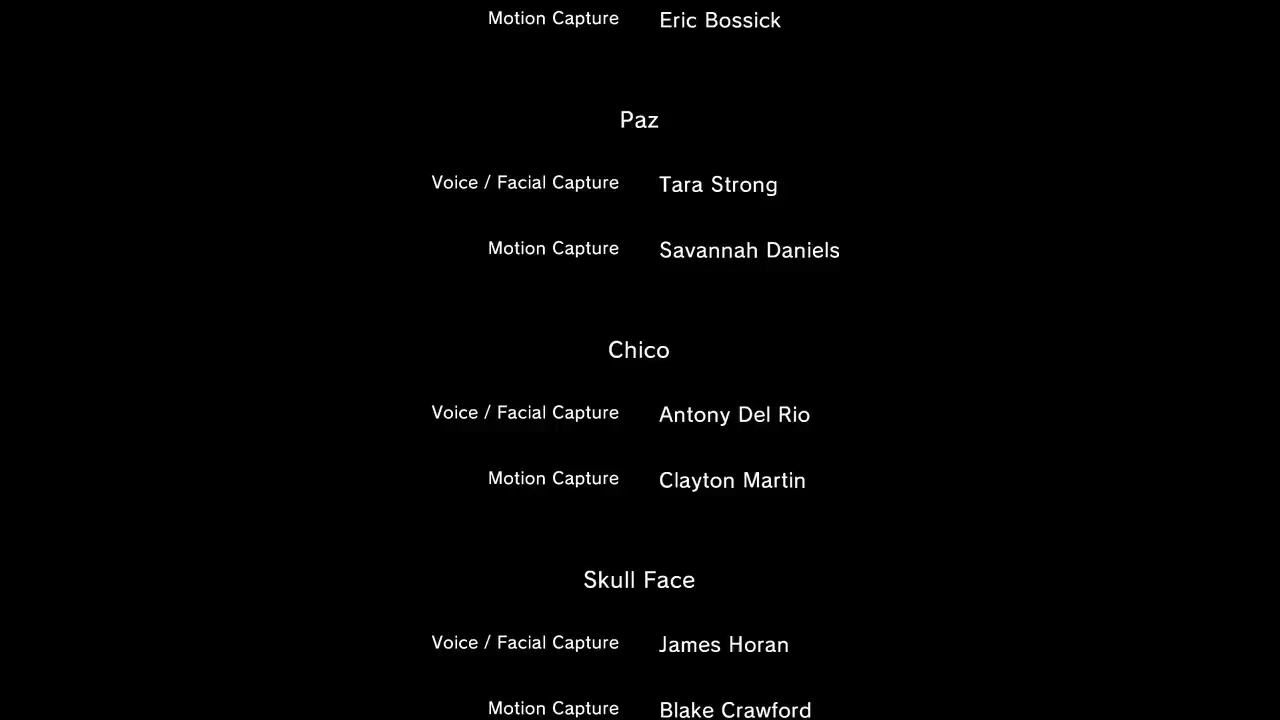 Motion Capture Eric Bossick
Paz
Voice / Facial Capture Tara Strong
Motion Capture Savannah Daniels
Chico
Voice / Facial Capture Antony Del Rio
Motion Capture Clayton Martin
Skull Face
Voice / Facial Capture James Horan
Motion Capture Blake Crawford